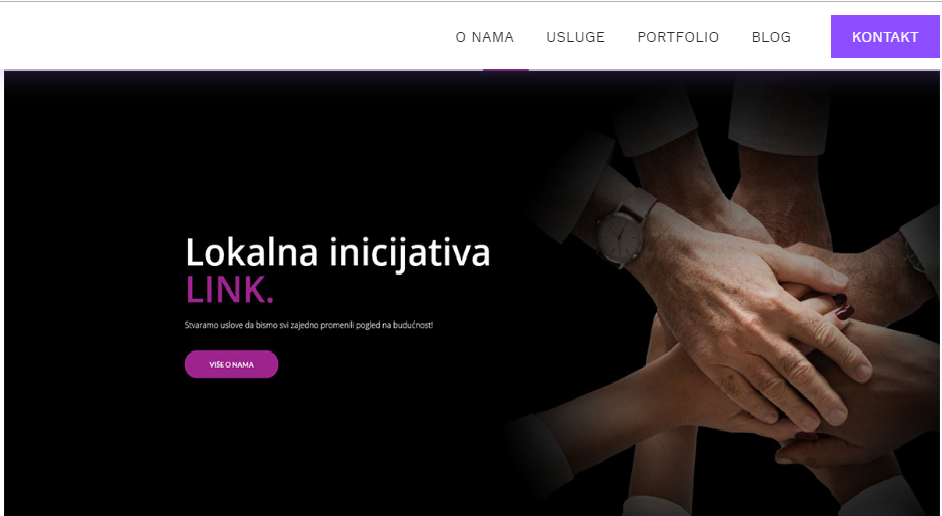 O NAMA
USLUGE
PORTFOLIO
BLOG
KONTAKT
Lokalna inicijativa
LINK.
Stvaramo uslove da bismo svi zajedno promenili pogled na budućnost!
VIŠE O NAMA